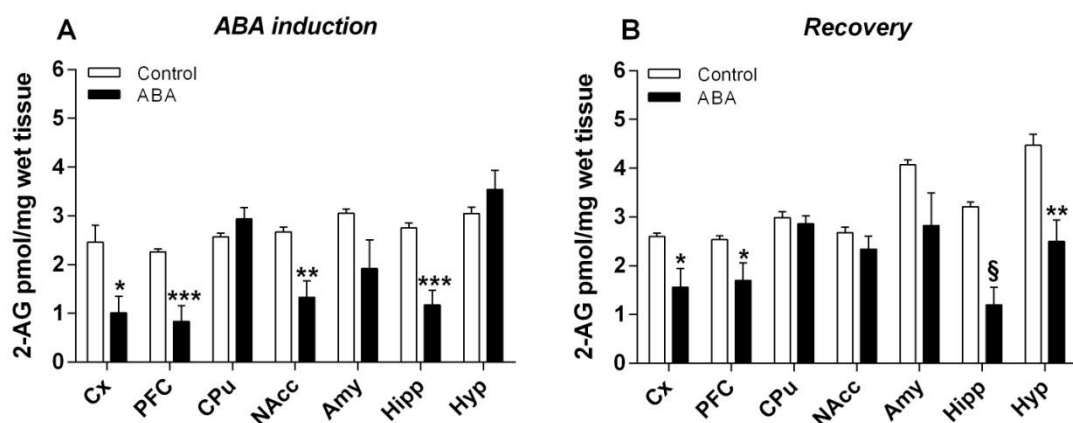 A
ABA induction
2-AG pmol/mg wet tissue
6
5
4
3
2
1
0
Control
ABA
*
***
**
***
Cx
PFC
CPu
NAcc
Amy
Hipp
Hyp
B
Recovery
2-AG pmol/mg wet tissue
6
5
4
3
2
1
0
Control
ABA
*
*
§
**
Cx
PFC
CPu
NAcc
Amy
Hipp
Hyp